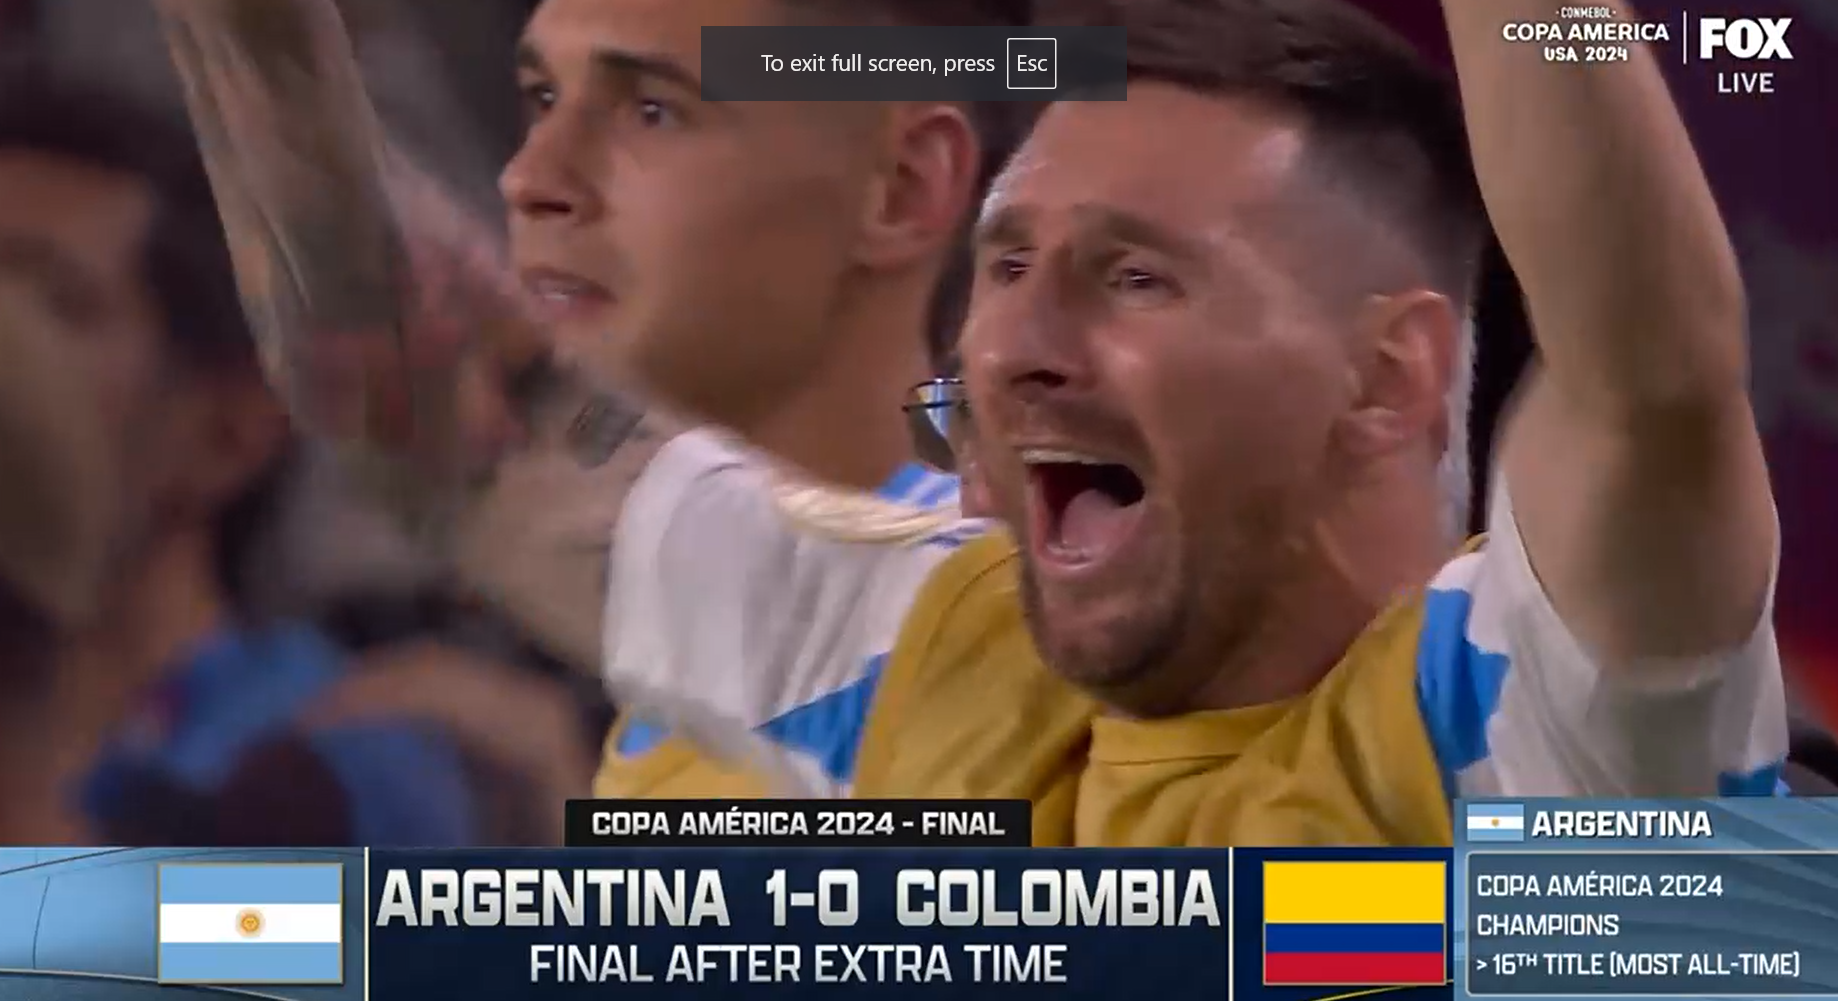 CONMEBOL
COPA AMERICA
USA 2024
FOX
LIVE
To exit full screen, press Esc
COPA AMÉRICA 2024 - FINAL
ARGENTINA 1-0 COLOMBIA
FINAL AFTER EXTRA TIME
ARGENTINA
COPA AMÉRICA 2024
CHAMPIONS
> 16TH TITLE (MOST ALL-TIME)